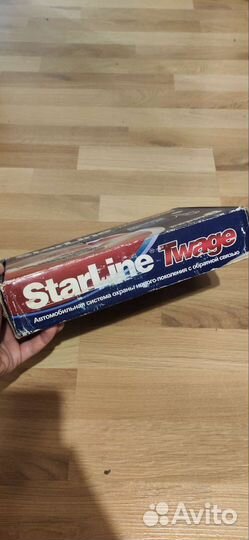 StarLine Twage
Автомобильная система охраны нового поколения с обратной связью
Avito